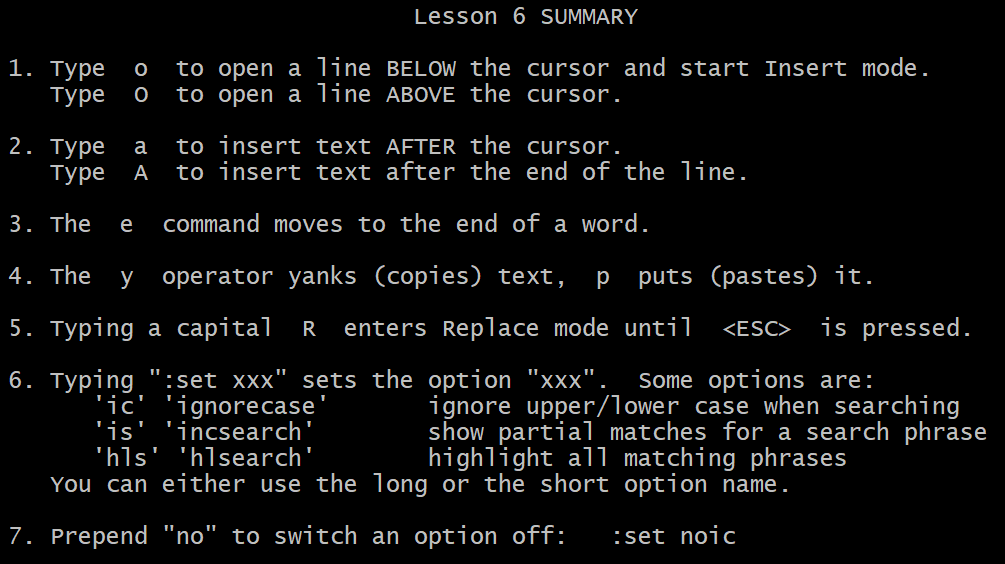 Lesson 6 SUMMARY
1. Type  o  to open a line BELOW the cursor and start Insert mode.
Type  O  to open a line ABOVE the cursor.
2. Type  a  to insert text AFTER the cursor.
Type  A  to insert text after the end of the line.
3. The  e  command moves to the end of a word.
4. The  y  operator yanks (copies) text,  p  puts (pastes) it.
5. Typing a capital  R  enters Replace mode until  <ESC>  is pressed.
6. Typing ":set xxx" sets the option "xxx".  Some options are:
'ic' 'ignorecase'       ignore upper/lower case when searching
'is' 'incsearch'        show partial matches for a search phrase
'hls' 'hlsearch'        highlight all matching phrases
You can either use the long or the short option name.
7. Prepend "no" to switch an option off:   :set noic